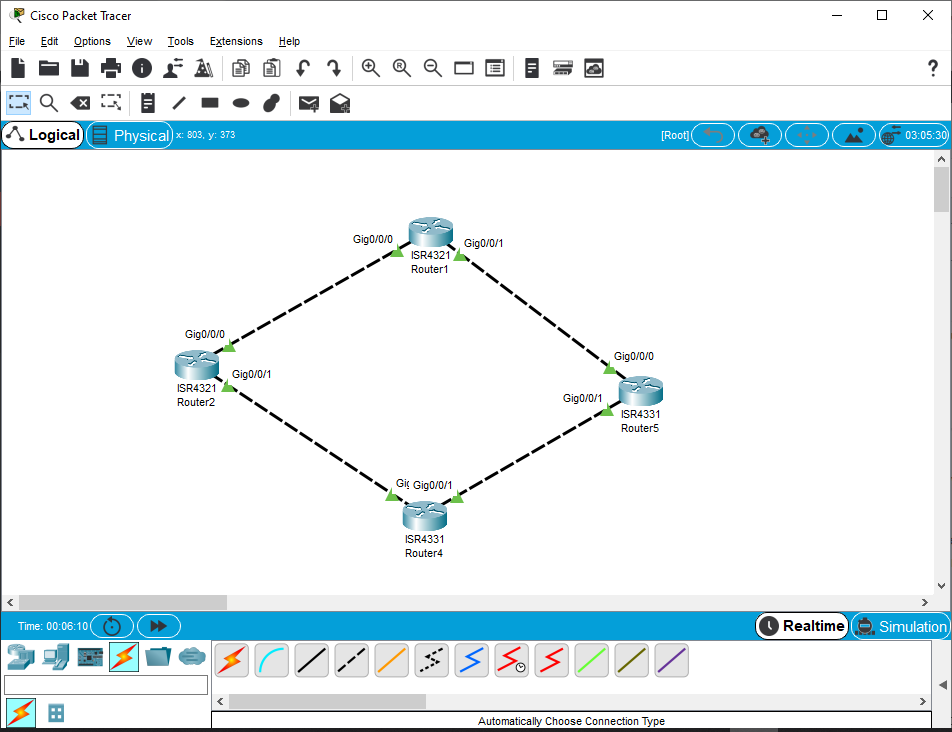 Cisco Packet Tracer
File Edit Options View Tools Extensions Help
Logical Physical x: 803, y: 373 [Root] 03:05:30
Gig0/0/0 Gig0/0/1
ISR4321
Router1
Gig0/0/0
Gig0/0/1
ISR4321
Router2
Gig0/0/0
Gig0/0/1
ISR4331
Router5
Gig0/0/1
ISR4331
Router4
Time: 00:06:10 Realtime Simulation
Automatically Choose Connection Type